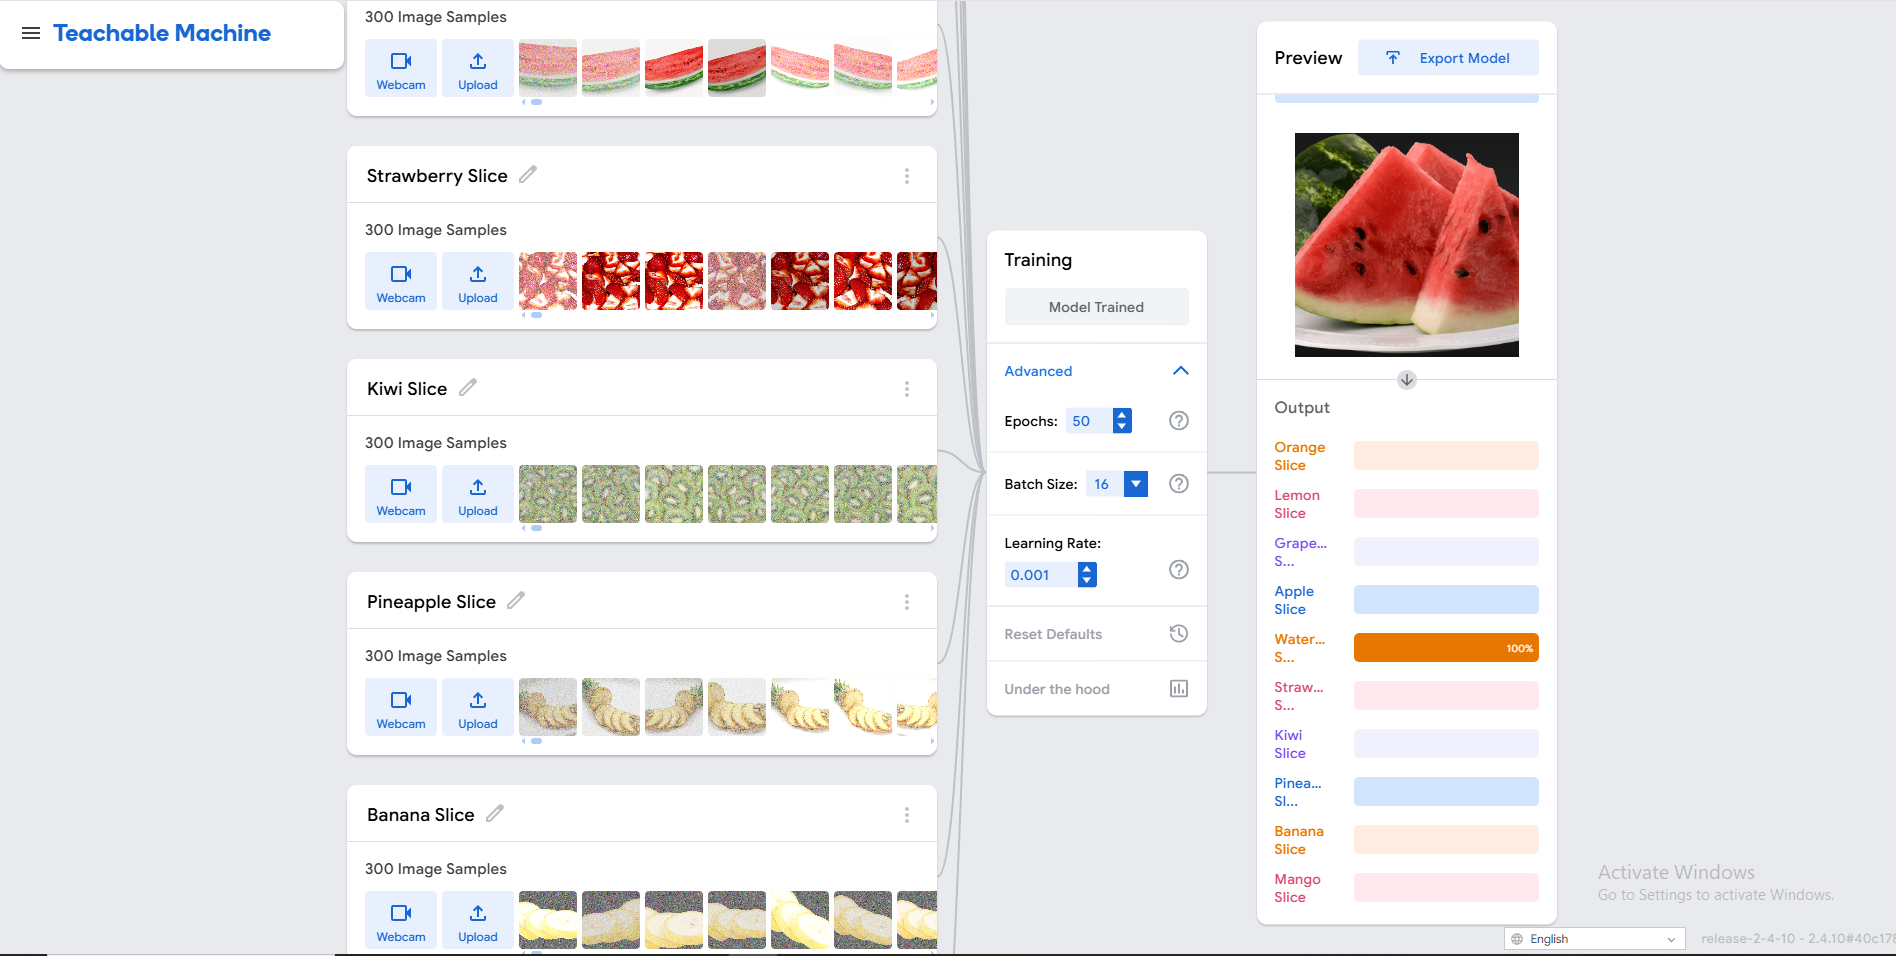 Teachable Machine
300 Image Samples
Webcam
Upload
Strawberry Slice
300 Image Samples
Webcam
Upload
Kiwi Slice
300 Image Samples
Webcam
Upload
Pineapple Slice
300 Image Samples
Webcam
Upload
Banana Slice
300 Image Samples
Webcam
Upload
Training
Model Trained
Advanced
Epochs: 50
Batch Size: 16
Learning Rate:
0.001
Reset Defaults
Under the hood
Preview
Export Model
Output
Orange
Slice
Lemon
Slice
Grape...
S...
Apple
Slice
Water...
S...
100%
Straw...
S...
Kiwi
Slice
Pinea...
Sl...
Banana
Slice
Mango
Slice
Activate Windows
Go to Settings to activate Windows.
English
release-2-4-10 - 2.4.10#40c178